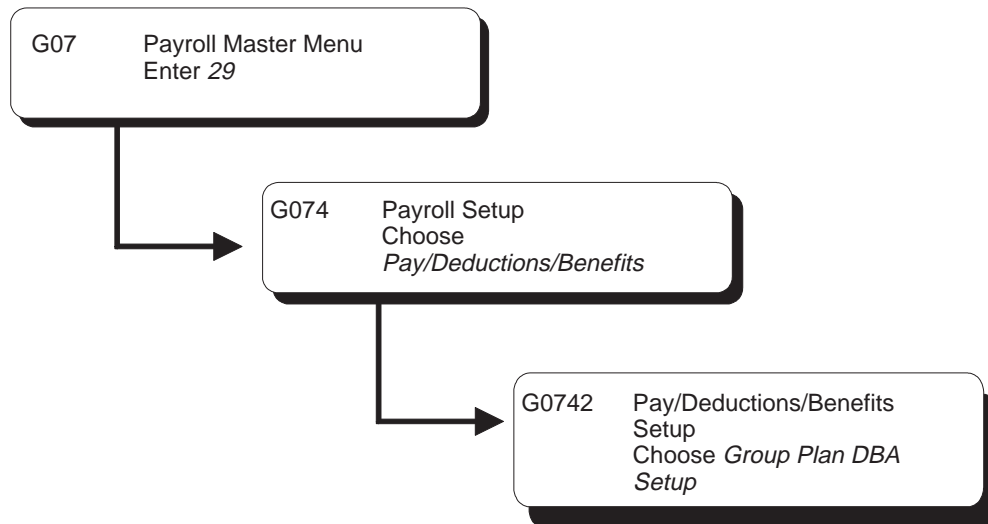 G07 Payroll Master Menu
Enter 29
G074 Payroll Setup
Choose
Pay/Deductions/Benefits
G0742 Pay/Deductions/Benefits
Setup
Choose Group Plan DBA
Setup